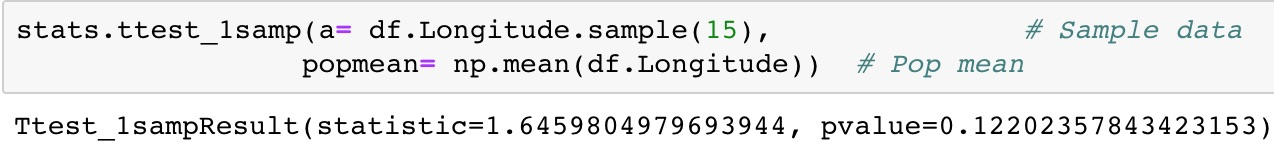 stats.ttest_1samp(a= df.Longitude.sample(15), # Sample data
popmean= np.mean(df.Longitude)) # Pop mean
Ttest_1sampResult(statistic=1.6459804979693944, pvalue=0.12202357843423153)